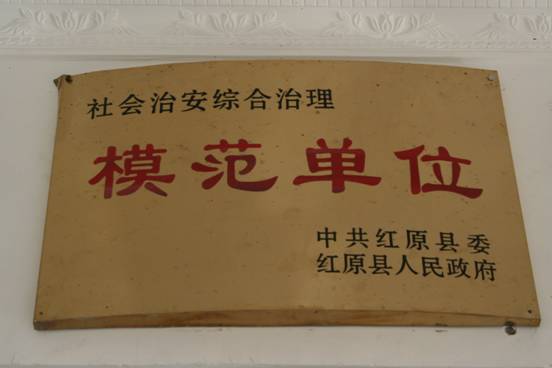 社会治安综合治理
模范单位
中共红原县委
红原县人民政府